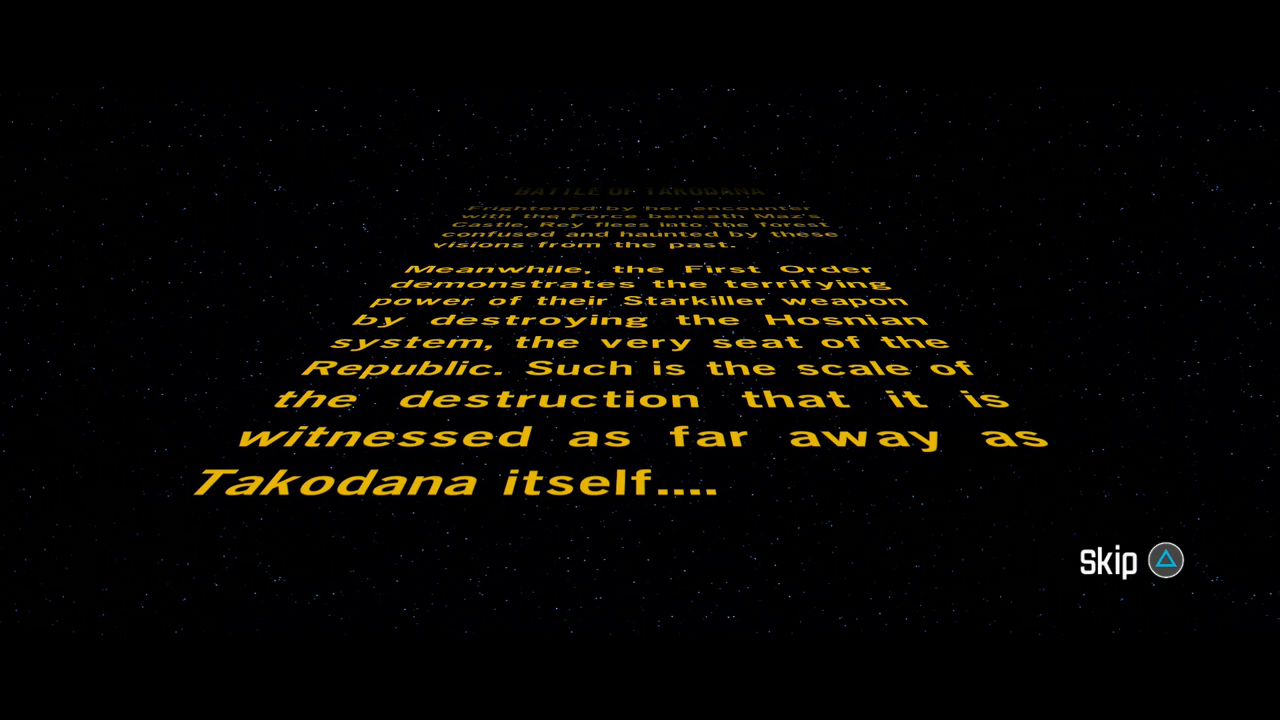 BATTLE OF TAKODANA
Frightened by her encounter
with the Force beneath Maz's
Castle, Rey flees into the forest
confused and haunted by these
visions from the past.
Meanwhile, the First Order
demonstrates the terrifying
power of their Starkiller weapon
by destroying the Hosnian
system, the very seat of the
Republic. Such is the scale of
the destruction that it is
witnessed as far away as
Takodana itself....
Skip